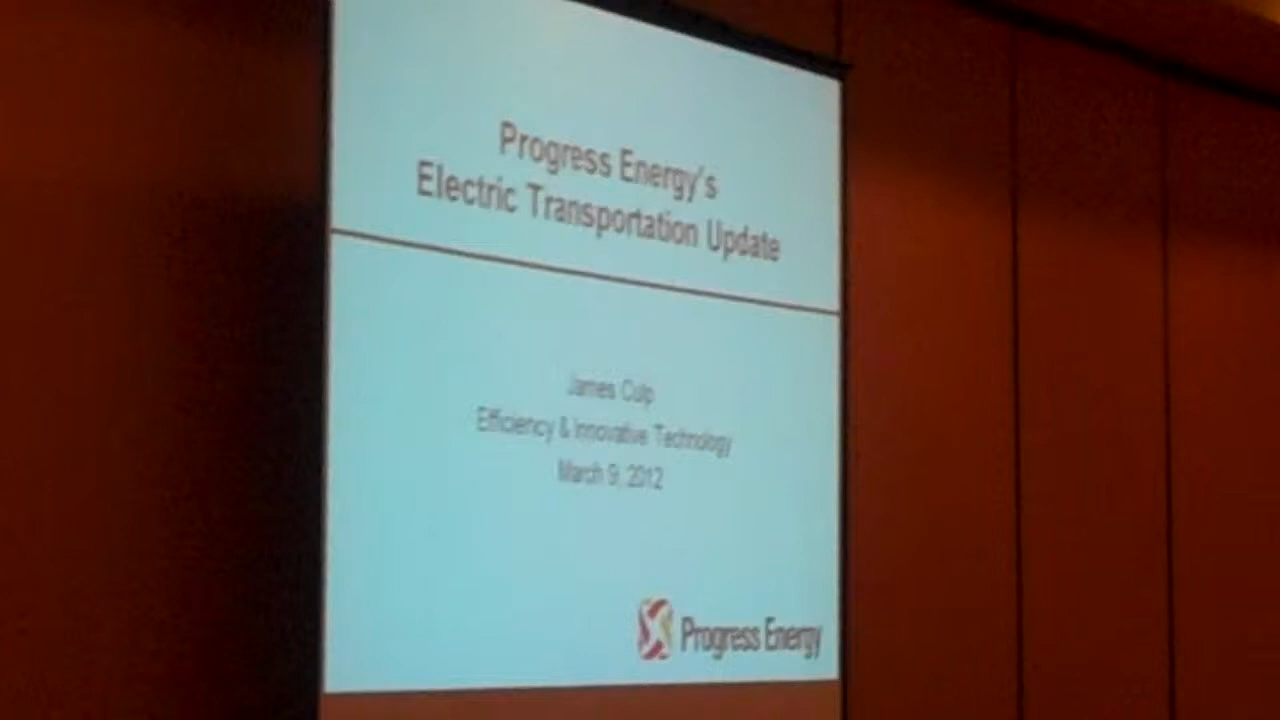 Progress Energy's
Electric Transportation Update
James Culp
Efficiency & Innovative Technology
March 9, 2012
Progress Energy